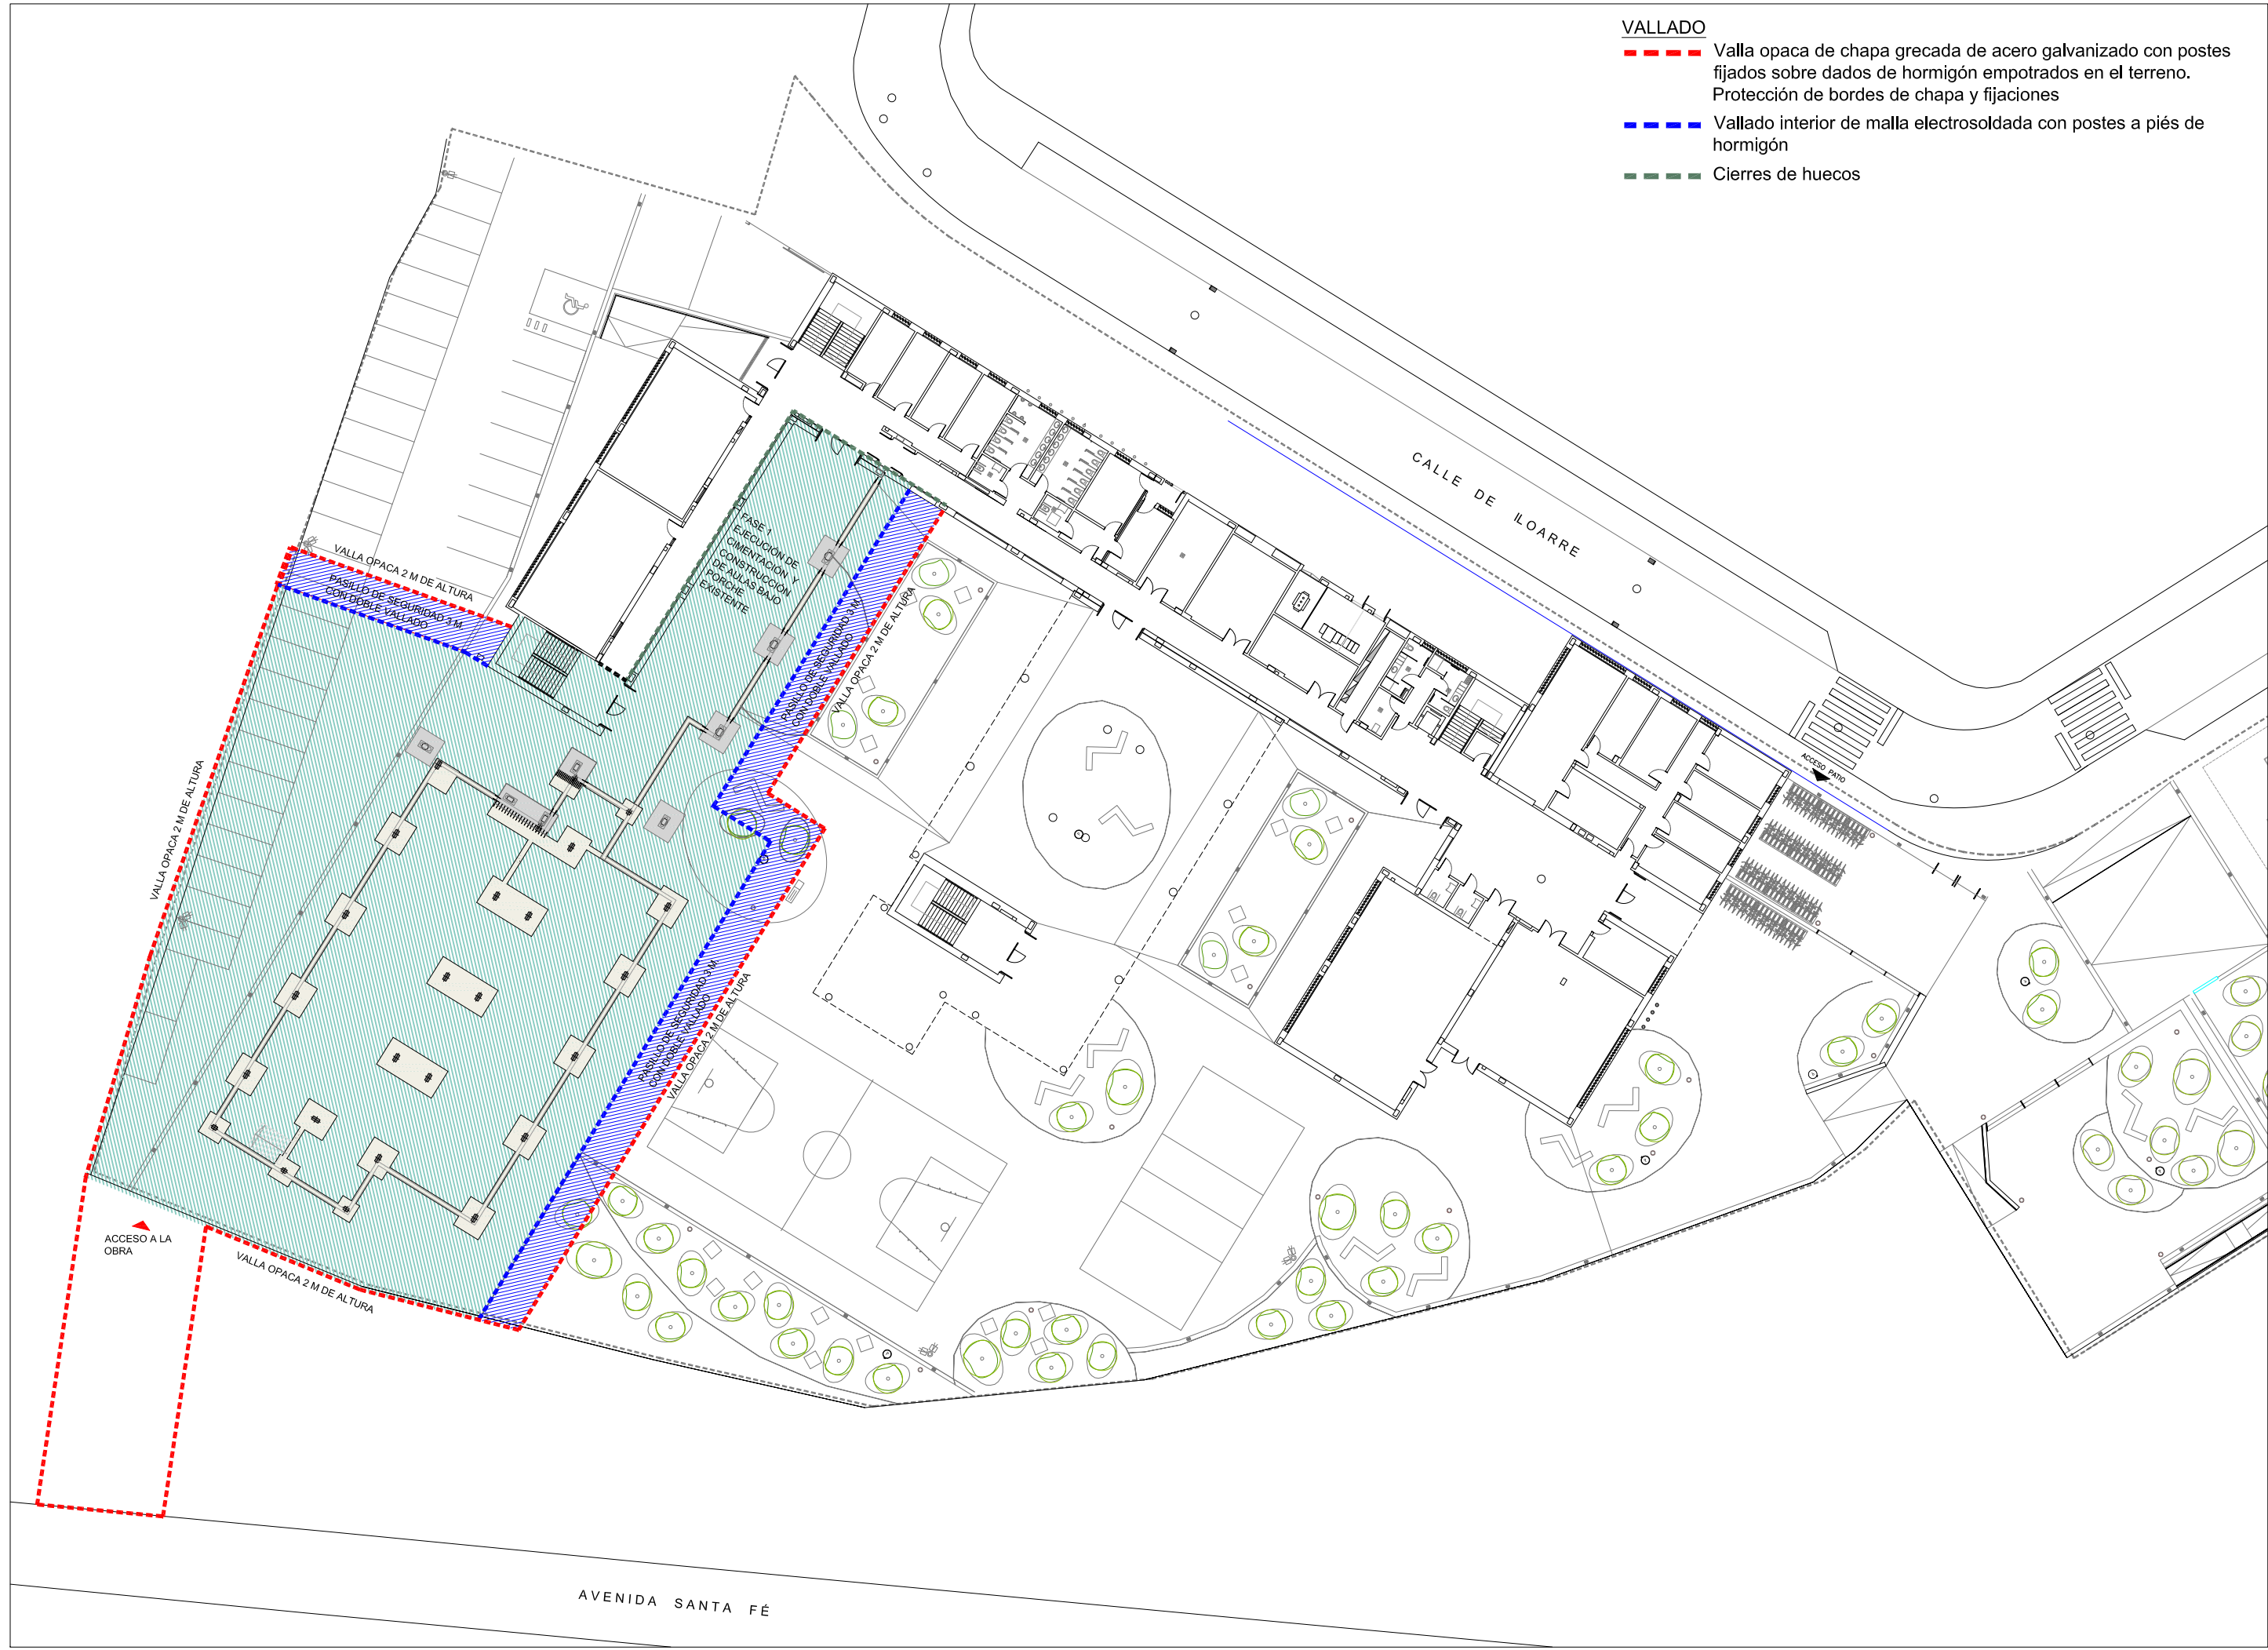 VALLADO
Valla opaca de chapa grecada de acero galvanizado con postes
fijados sobre dados de hormigón empotrados en el terreno.
Protección de bordes de chapa y fijaciones
Vallado interior de malla electrosoldada con postes a piés de
hormigón
Cierres de huecos
CALLE DE ILOARRE
FASE 1
EJECUCIÓN DE
CIMENTACIÓN Y
CONSTRUCCIÓN
DE AULAS BAJO
PORCHE
EXISTENTE
VALLA OPACA 2 M DE ALTURA
PASILLO DE SEGURIDAD 3 M.
CON DOBLE VALLADO
PASILLO DE SEGURIDAD 3 M.
CON DOBLE VALLADO
VALLA OPACA 2 M DE ALTURA
ACCESO PATIO
VALLA OPACA 2 M DE ALTURA
PASILLO DE SEGURIDAD 3 M.
CON DOBLE VALLADO
VALLA OPACA 2 M DE ALTURA
ACCESO A LA
OBRA
VALLA OPACA 2 M DE ALTURA
AVENIDA SANTA FÉ